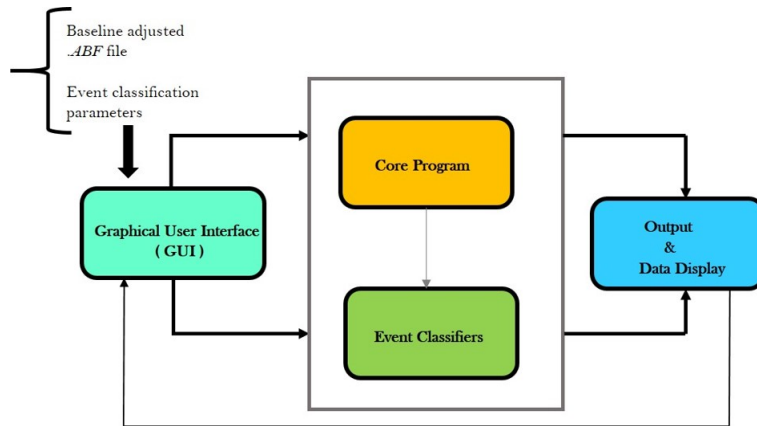 Baseline adjusted
.ABF file
Event classification
parameters
Graphical User Interface
( GUI )
Core Program
Event Classifiers
Output
&
Data Display